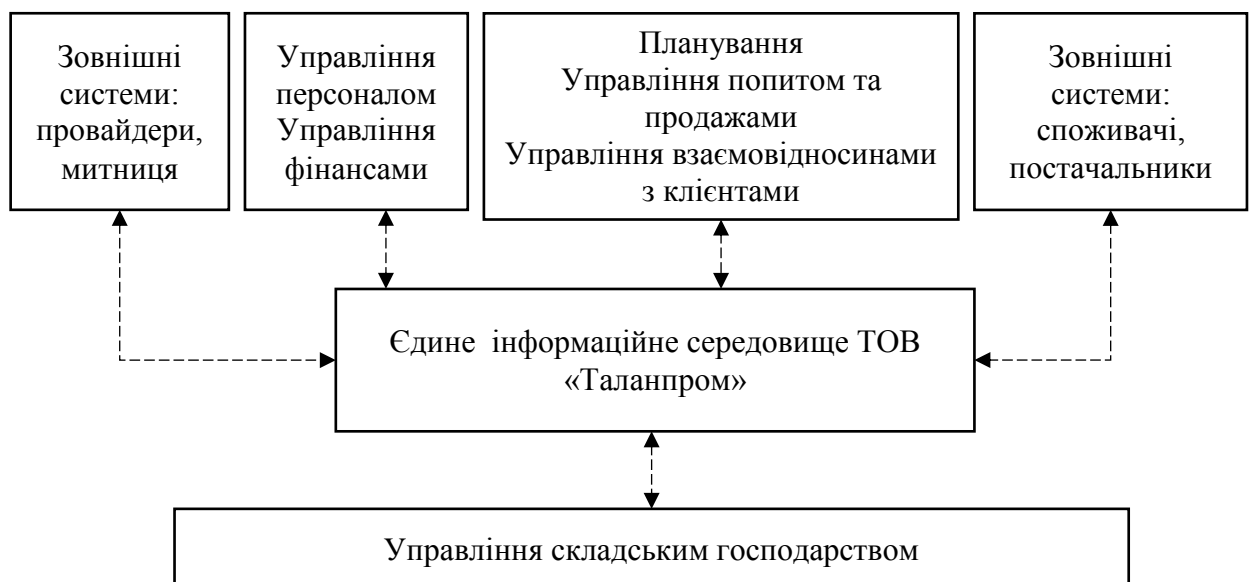 Зовнішні
системи:
провайдери,
митниця
Управління
персоналом
Управління
фінансами
Планування
Управління попитом та
продажами
Управління взаємовідносинами
з клієнтами
Зовнішні
системи:
споживачі,
постачальники
Єдине інформаційне середовище ТОВ
«Таланпром»
Управління складським господарством